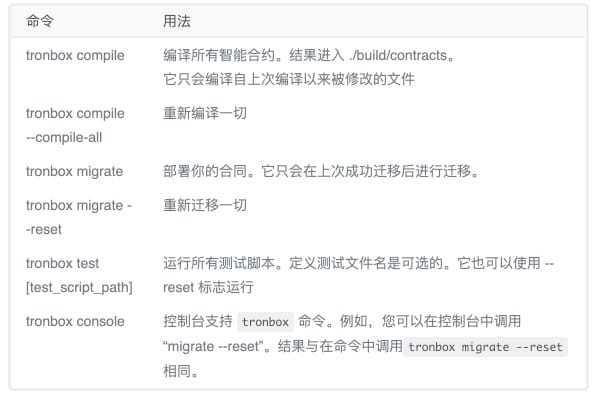 命令 用法
tronbox compile 编译所有智能合约。结果进入 ./build/contracts。
它只会编译自上次编译以来被修改的文件
tronbox compile 重新编译一切
--compile-all
tronbox migrate 部署你的合同。它只会在上次成功迁移后进行迁移。
tronbox migrate - 重新迁移一切
-reset
tronbox test 运行所有测试脚本。定义测试文件名是可选的。它也可以使用 --
[test_script_path] reset 标志运行
tronbox console 控制台支持 tronbox 命令。例如，您可以在控制台中调用
“migrate --reset”。结果与在命令中调用 tronbox migrate --reset
相同。